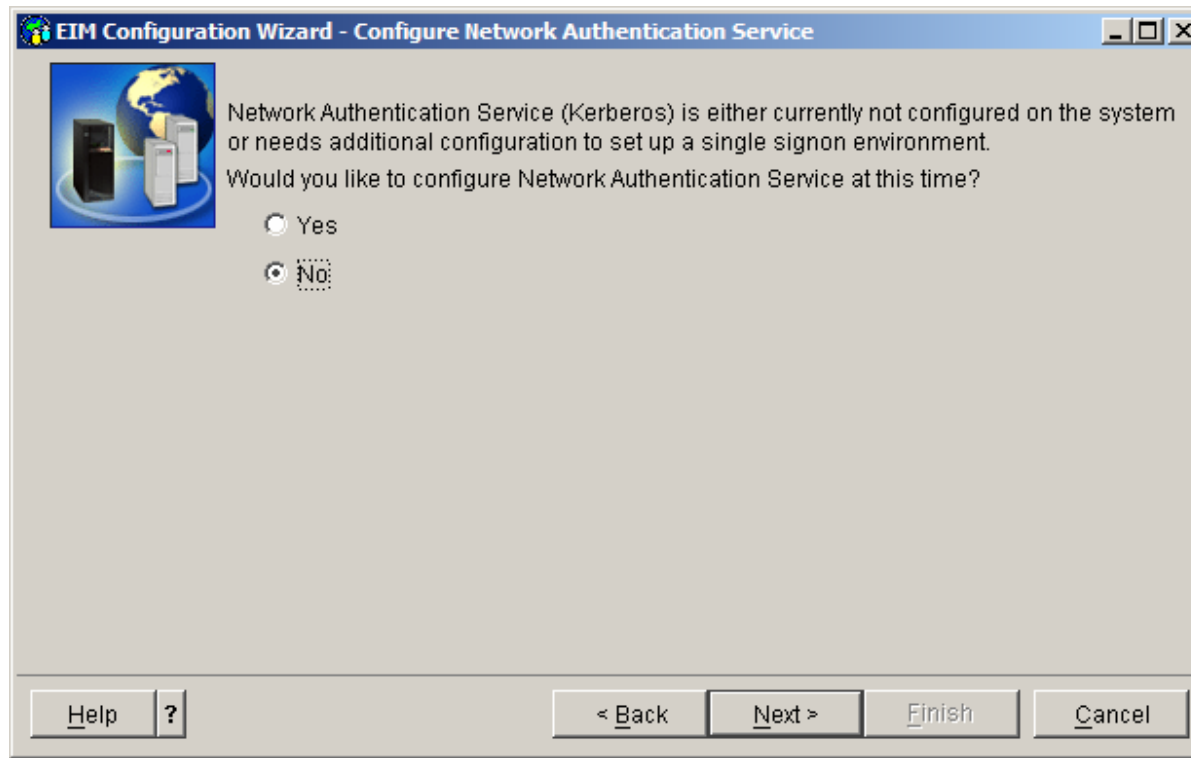 EIM Configuration Wizard - Configure Network Authentication Service
Network Authentication Service (Kerberos) is either currently not configured on the system
or needs additional configuration to set up a single signon environment.
Would you like to configure Network Authentication Service at this time?
Yes
No
Help ? < Back Next > Finish Cancel